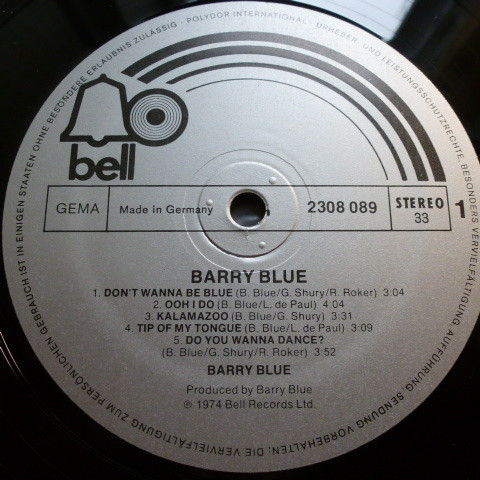 bell
GEMA
Made in Germany
2308 089
STEREO
33
1
BARRY BLUE
1. DON'T WANNA BE BLUE (B. Blue/G. Shury/R. Roker) 3:04
2. OOH I DO (B. Blue/L. de Paul) 4:04
3. KALAMAZOO (B. Blue/G. Shury) 3:31
4. TIP OF MY TONGUE (B. Blue/L. de Paul) 3:09
5. DO YOU WANNA DANCE?
(B. Blue/G. Shury/R. Roker) 3:52
BARRY BLUE
Produced by Barry Blue
℗ 1974 Bell Records Ltd.
POLYDOR INTERNATIONAL · URHEBER- UND LEISTUNGSSCHUTZRECHTE, BESONDERS VERVIELFÄLTIGUNG, AUFFÜHRUNG, SENDUNG VORBEHALTEN. DIE VERVIELFÄLTIGUNG ZUM PERSÖNLICHEN GEBRAUCH IST IN EINIGEN STAATEN OHNE BESONDERE ERLAUBNIS ZULÄSSIG ·